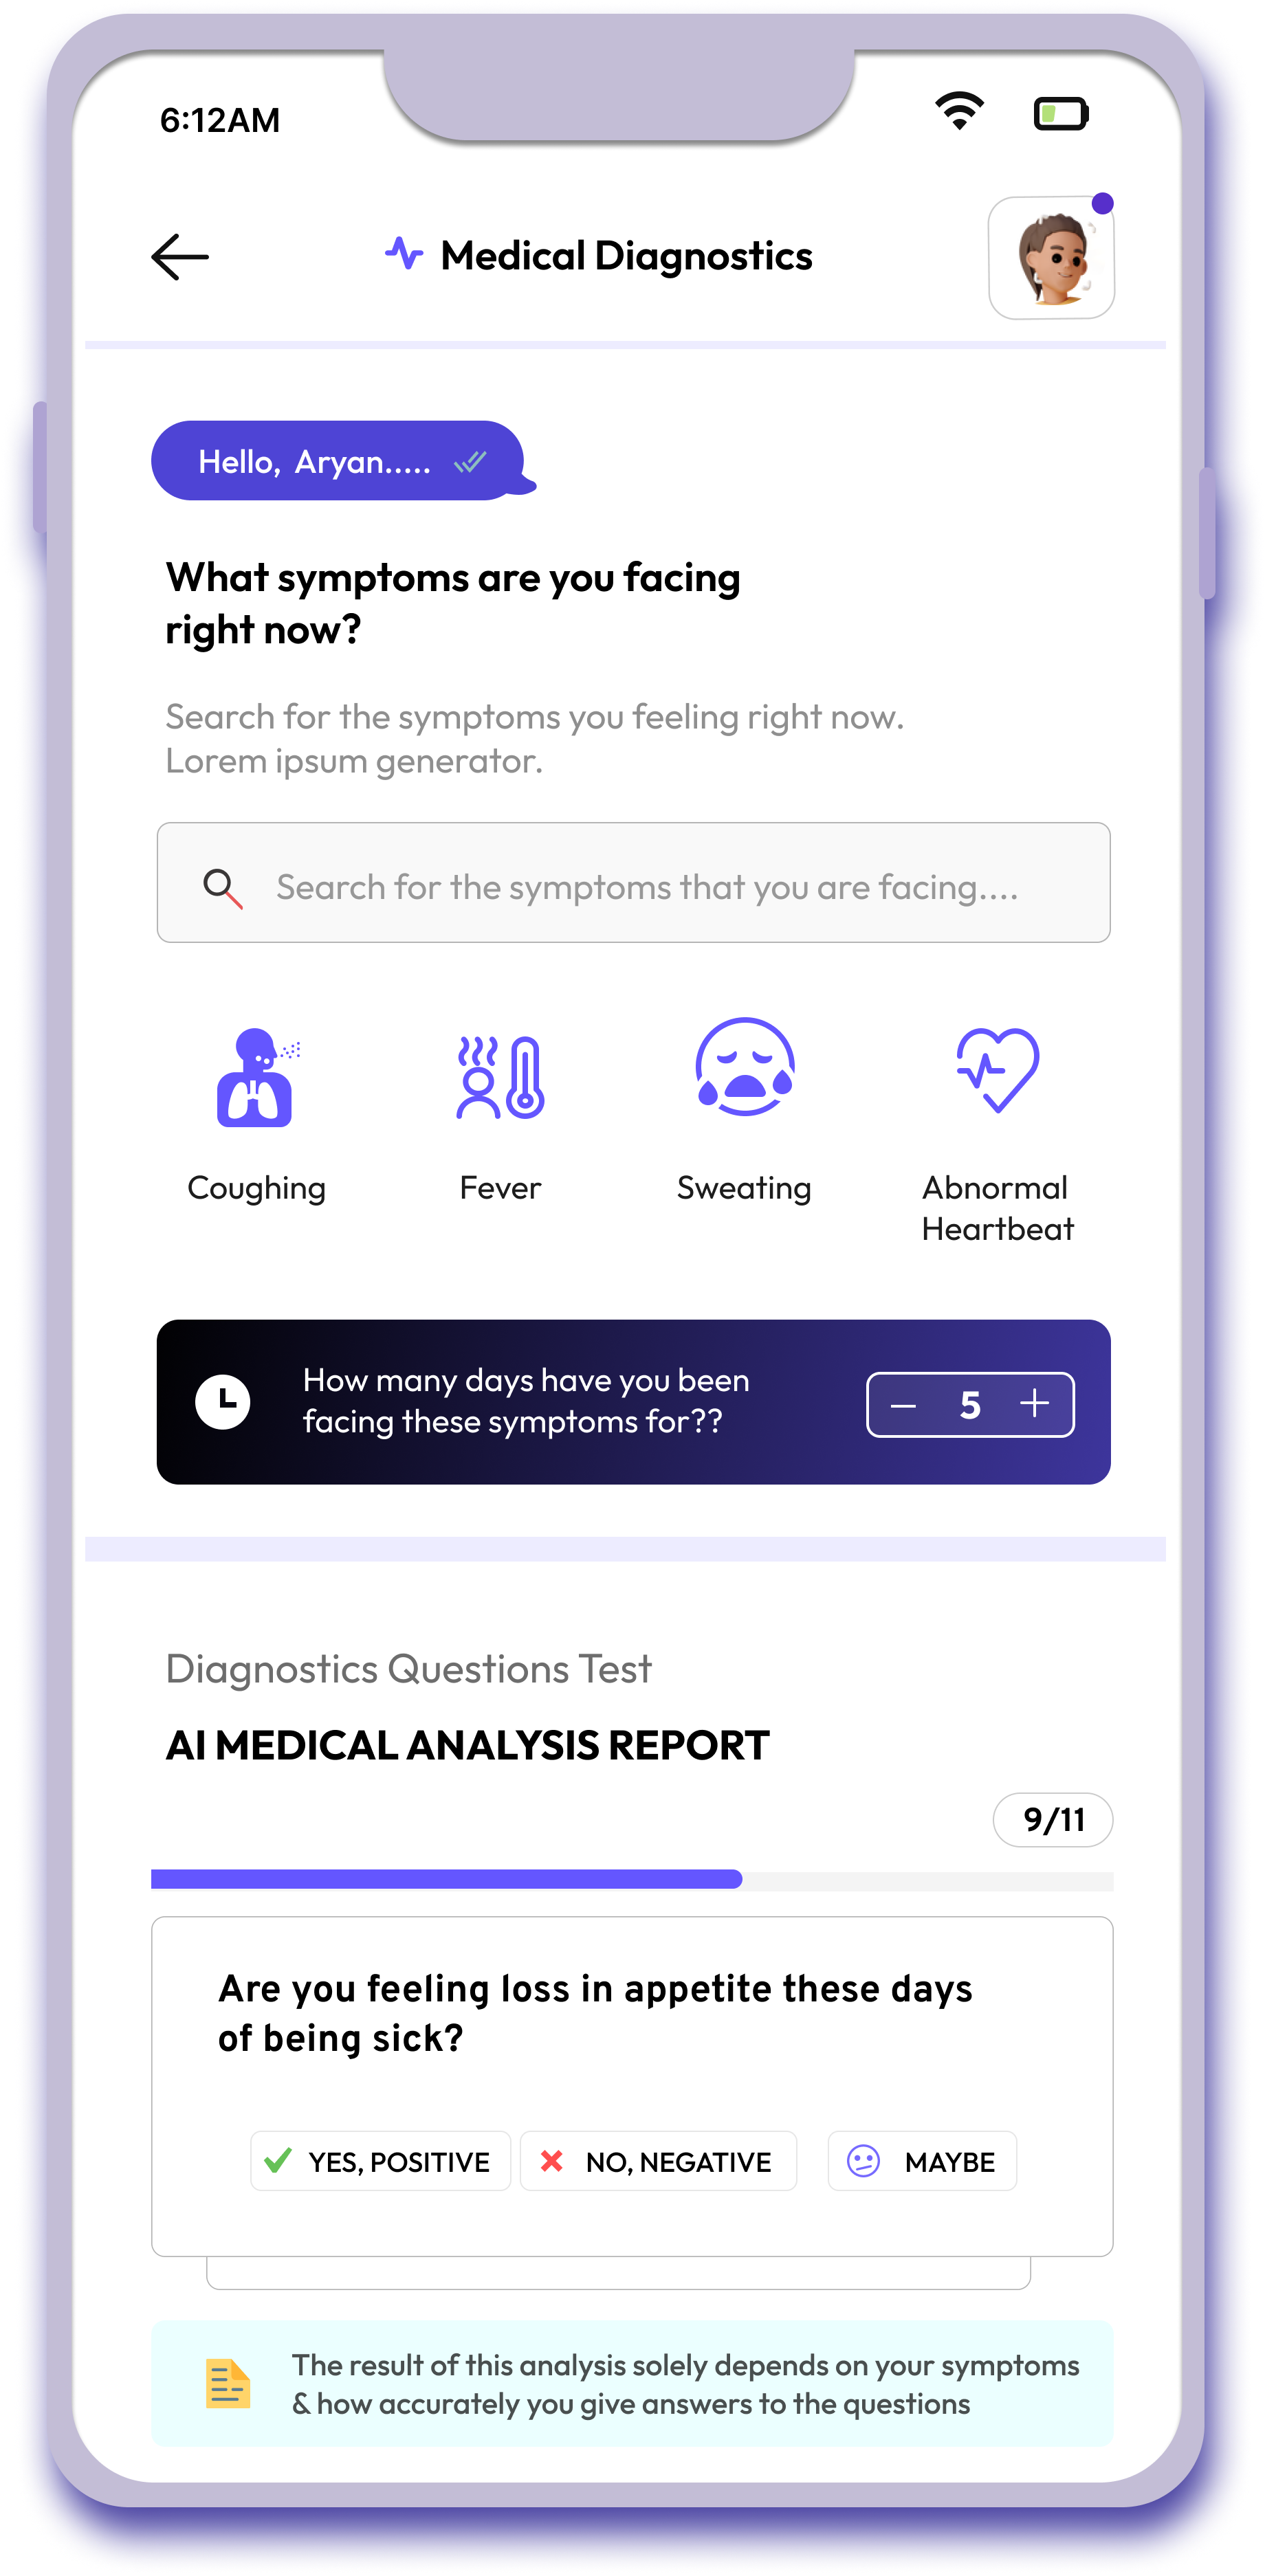 6:12AM
Medical Diagnostics
Hello, Aryan.....
What symptoms are you facing
right now?
Search for the symptoms you feeling right now.
Lorem ipsum generator.
Search for the symptoms that you are facing....
Coughing
Fever
Sweating
Abnormal
Heartbeat
How many days have you been
facing these symptoms for??
– 5 +
Diagnostics Questions Test
AI MEDICAL ANALYSIS REPORT
9/11
Are you feeling loss in appetite these days
of being sick?
YES, POSITIVE
NO, NEGATIVE
MAYBE
The result of this analysis solely depends on your symptoms
& how accurately you give answers to the questions